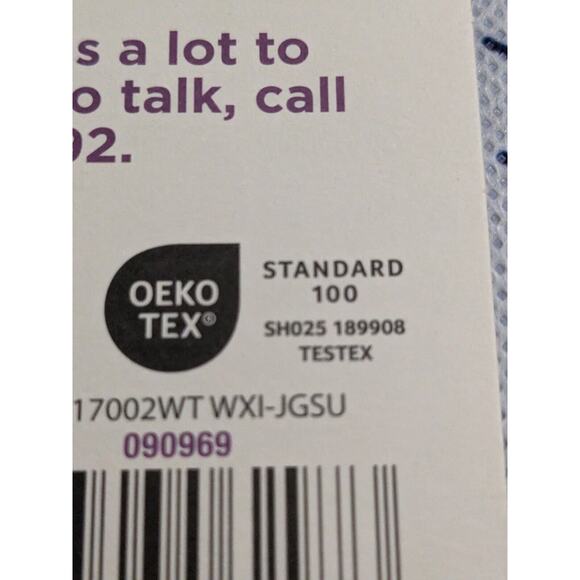 s a lot to
o talk, call
92.
OEKO
TEX®
STANDARD
100
SH025 189908
TESTEX
17002WT WXI-JGSU
090969